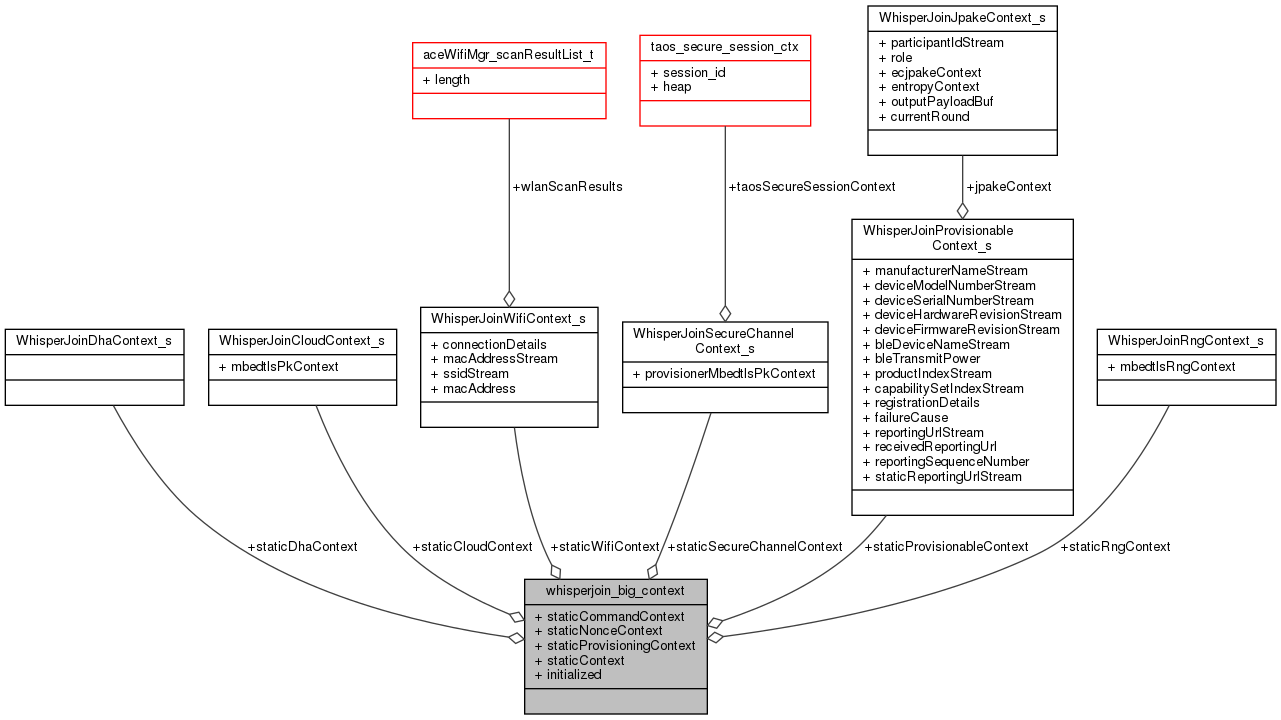 WhisperJoinJpakeContext_s
+ participantIdStream
+ role
+ ecjpakeContext
+ entropyContext
+ outputPayloadBuf
+ currentRound
aceWifiMgr_scanResultList_t
+ length
taos_secure_session_ctx
+ session_id
+ heap
+wlanScanResults
+taosSecureSessionContext
+jpakeContext
WhisperJoinDhaContext_s
WhisperJoinCloudContext_s
+ mbedtlsPkContext
WhisperJoinWifiContext_s
+ connectionDetails
+ macAddressStream
+ ssidStream
+ macAddress
WhisperJoinSecureChannel
Context_s
+ provisionerMbedtlsPkContext
WhisperJoinProvisionable
Context_s
+ manufacturerNameStream
+ deviceModelNumberStream
+ deviceSerialNumberStream
+ deviceHardwareRevisionStream
+ deviceFirmwareRevisionStream
+ bleDeviceNameStream
+ bleTransmitPower
+ productIndexStream
+ capabilitySetIndexStream
+ registrationDetails
+ failureCause
+ reportingUrlStream
+ receivedReportingUrl
+ reportingSequenceNumber
+ staticReportingUrlStream
WhisperJoinRngContext_s
+ mbedtlsRngContext
+staticDhaContext
+staticCloudContext
+staticWifiContext
+staticSecureChannelContext
+staticProvisionableContext
+staticRngContext
whisperjoin_big_context
+ staticCommandContext
+ staticNonceContext
+ staticProvisioningContext
+ staticContext
+ initialized